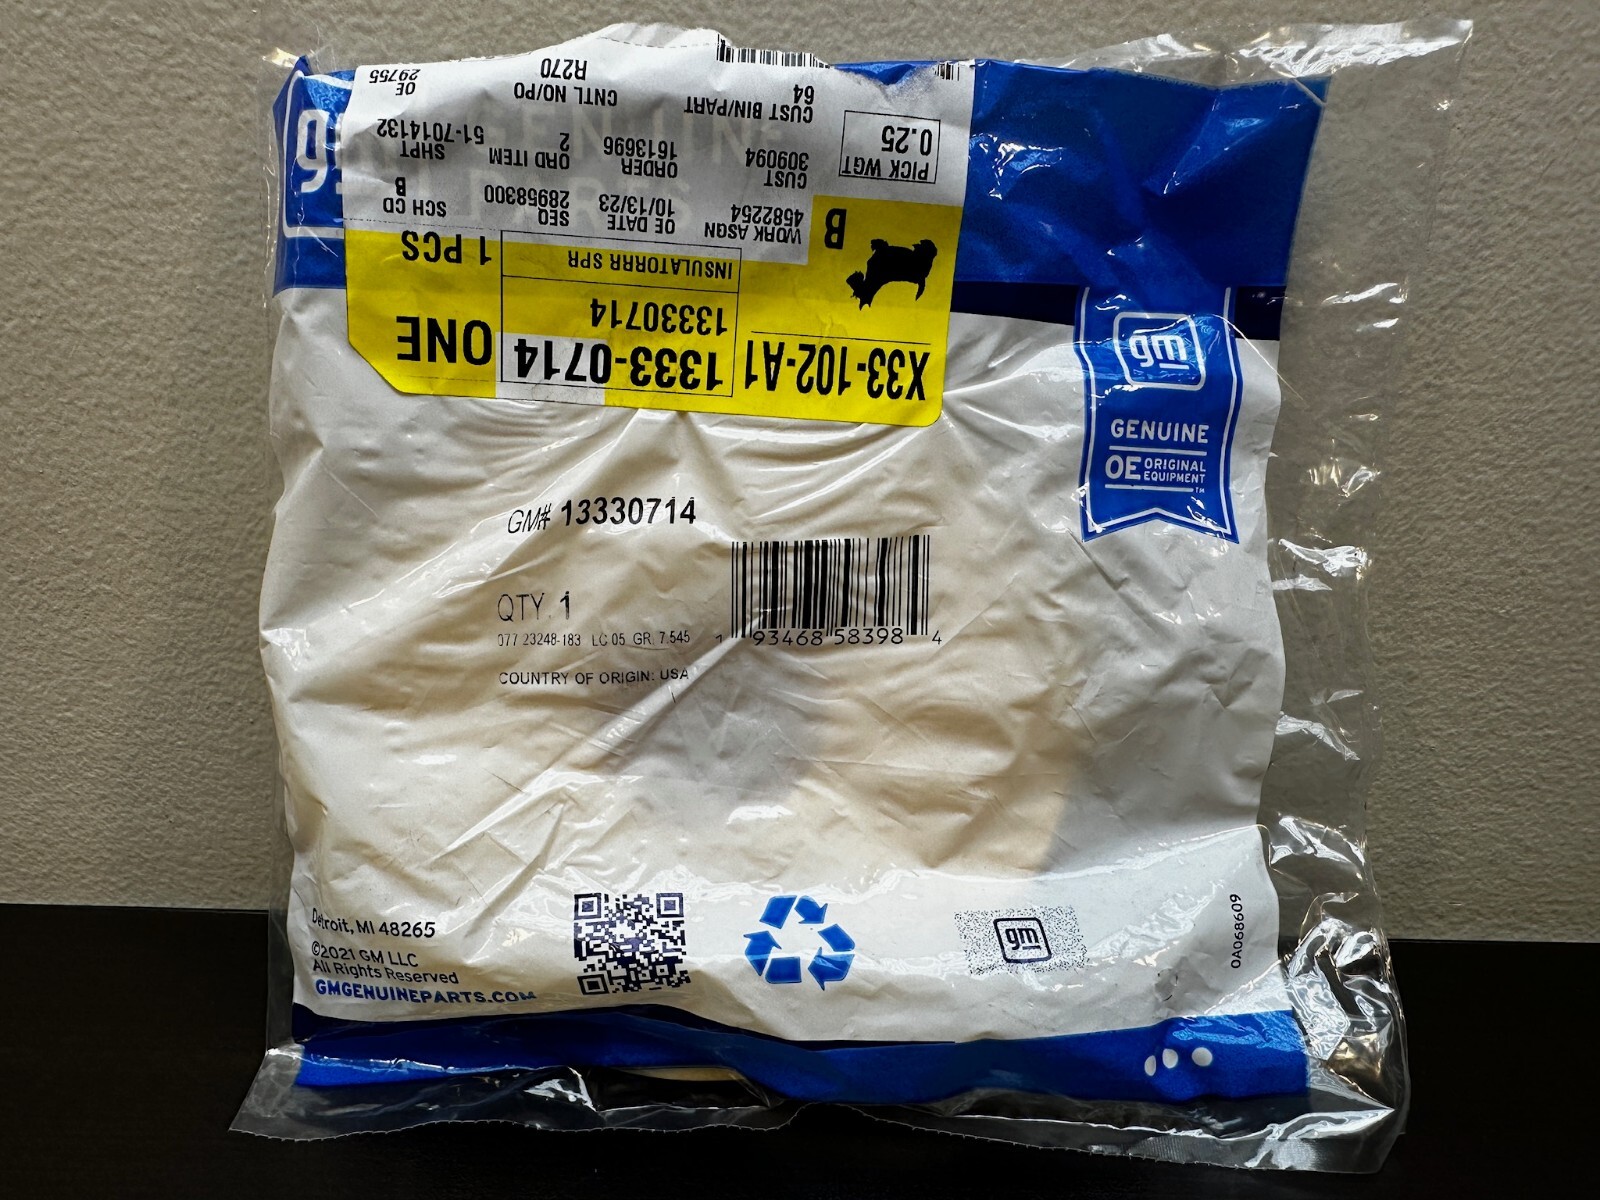 X33-102-A1
1333-0714
ONE
13330714
INSULATORRR SPR
1 PCS
B
WORK ASGN
4582254
OE DATE
10/13/23
SEQ
28958300
SCH CD
B
PICK WGT
0.25
CUST
309094
ORDER
1613696
ORD ITEM
2
SHPT
51-7014132
CUST BIN/PART
64
CNTL NO/PO
R270
OE
29755
gm
GENUINE
PARTS
gm
GENUINE
OE ORIGINAL
EQUIPMENT™
GM# 13330714
QTY. 1
077 23248-183 LC 05 GR. 7.545
1 93468 58398 4
COUNTRY OF ORIGIN: USA
Detroit, MI 48265
©2021 GM LLC
All Rights Reserved
GMGENUINEPARTS.COM
gm
0A068609